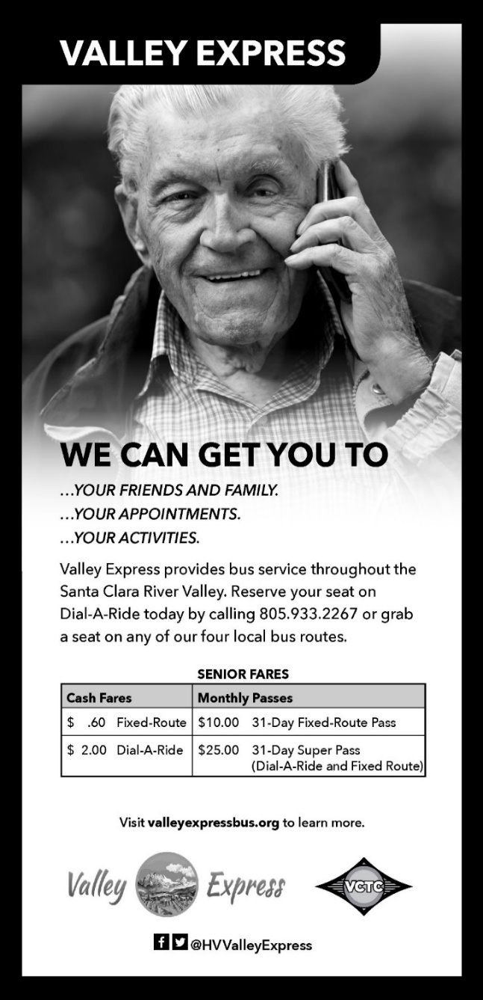 VALLEY EXPRESS
WE CAN GET YOU TO
...YOUR FRIENDS AND FAMILY.
...YOUR APPOINTMENTS.
...YOUR ACTIVITIES.
Valley Express provides bus service throughout the
Santa Clara River Valley. Reserve your seat on
Dial-A-Ride today by calling 805.933.2267 or grab
a seat on any of our four local bus routes.
SENIOR FARES
Cash Fares Monthly Passes
$ .60 Fixed-Route $10.00 31-Day Fixed-Route Pass
$ 2.00 Dial-A-Ride $25.00 31-Day Super Pass
(Dial-A-Ride and Fixed Route)
Visit valleyexpressbus.org to learn more.
Valley Express VCTC
@HVValleyExpress